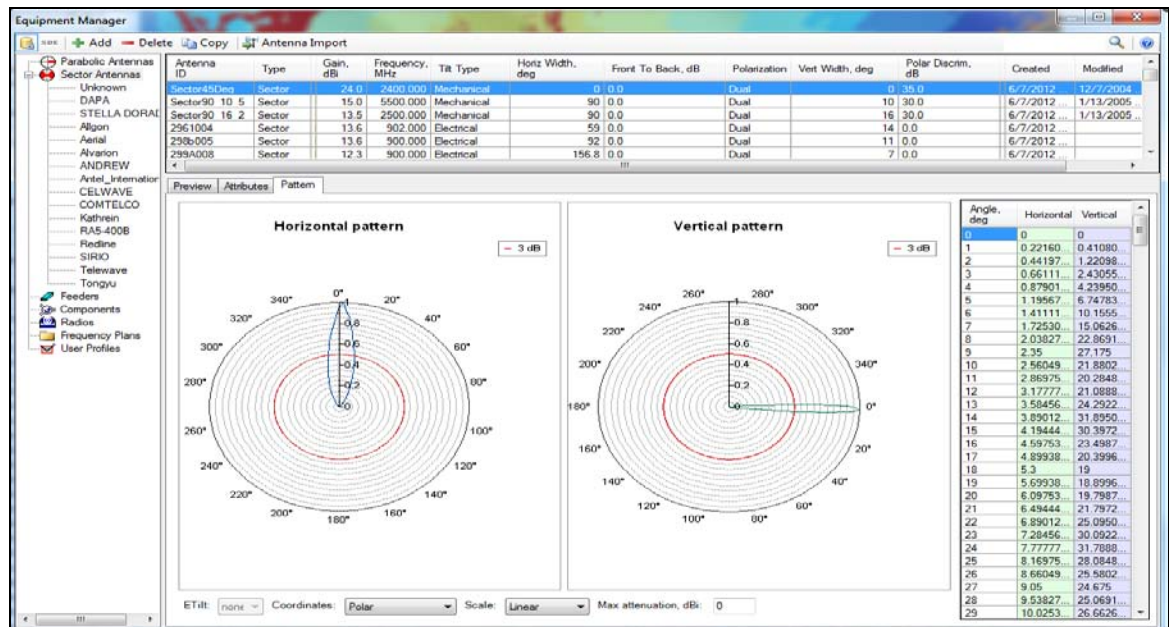 Equipment Manager
Add Delete Copy Antenna Import
Parabolic Antennas
Sector Antennas
Unknown
DAPA
STELLA DORAD
Allgon
Aerial
Alvarion
ANDREW
Antel_Internation
CELWAVE
COMTELCO
Kathrein
RA5-400B
Redline
SIRIO
Telewave
Tongyu
Feeders
Components
Radios
Frequency Plans
User Profiles
Antenna ID Type Gain, dBi Frequency, MHz Tilt Type Horiz Width, deg Front To Back, dB Polarization Vert Width, deg Polar Discrim, dB Created Modified
Sector45Deg Sector 24.0 2400.000 Mechanical 0 0.0 Dual 0 35.0 6/7/2012 ... 12/7/2004 ...
Sector90 10 5 Sector 15.0 5500.000 Mechanical 90 0.0 Dual 10 30.0 6/7/2012 ... 1/13/2005 ...
Sector90 16 2 Sector 13.5 2500.000 Mechanical 90 0.0 Dual 16 30.0 6/7/2012 ... 1/13/2005 ...
2961004 Sector 13.6 902.000 Electrical 59 0.0 Dual 14 0.0 6/7/2012 ...
298b005 Sector 13.6 900.000 Electrical 92 0.0 Dual 11 0.0 6/7/2012 ...
299A008 Sector 12.3 900.000 Electrical 156.8 0.0 Dual 7 0.0 6/7/2012 ...
Preview Attributes Pattern
Horizontal pattern
3 dB
0° 20° 40° 60° 80° 100° 120° 140° 160° 180° 200° 220° 240° 260° 280° 300° 320° 340°
1
0.8
0.6
0.4
0.2
0
Vertical pattern
3 dB
260° 280° 300° 320° 340° 0° 20° 40° 60° 80° 100° 120° 140° 160° 180° 200° 220° 240°
1
0.8
0.6
0.4
0.2
0
Angle, deg Horizontal Vertical
0 0 0
1 0.22160... 0.41080...
2 0.44197... 1.22098...
3 0.66111... 2.43055...
4 0.87901... 4.23950...
5 1.19567... 6.74783...
6 1.41111... 10.1555...
7 1.72530... 15.0626...
8 2.03827... 22.8691...
9 2.35 27.175
10 2.56049... 21.8802...
11 2.86975... 20.2848...
12 3.17777... 21.0888...
13 3.58456... 24.2922...
14 3.89012... 31.8950...
15 4.19444... 30.3972...
16 4.59753... 23.4987...
17 4.89938... 20.3996...
18 5.3 19
19 5.69938... 18.8996...
20 6.09753... 19.7987...
21 6.49444... 21.7972...
22 6.89012... 25.0950...
23 7.28456... 30.0922...
24 7.77777... 31.7888...
25 8.16975... 28.0848...
26 8.66049... 25.5802...
27 9.05 24.675
28 9.53827... 25.0691...
29 10.0253... 26.6626...
ETilt: none Coordinates: Polar Scale: Linear Max attenuation, dBi: 0